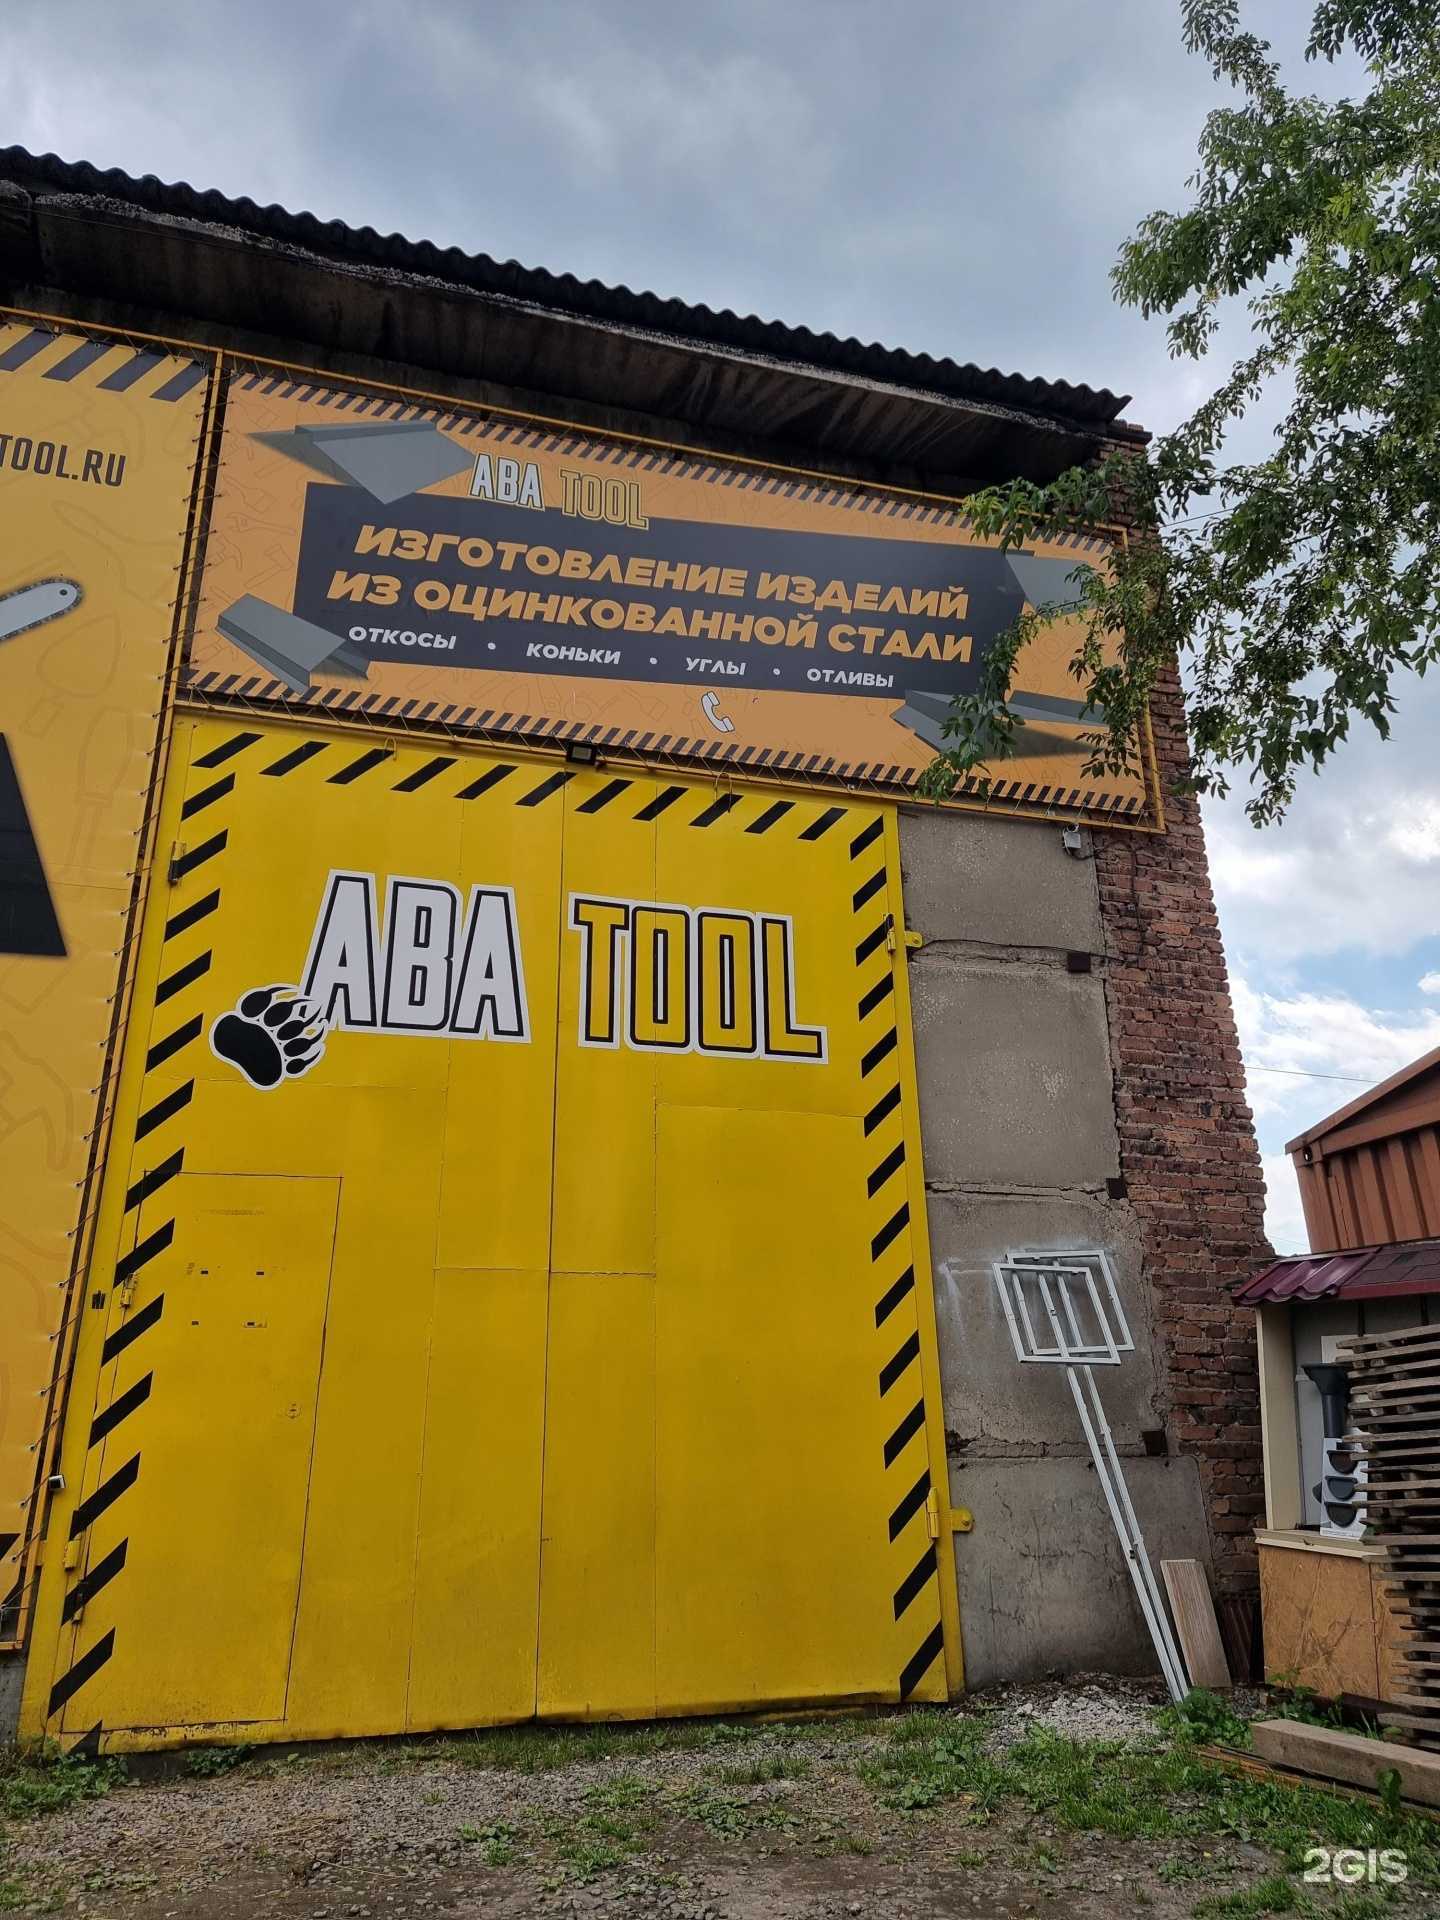 TOOL.RU
ABA TOOL
ИЗГОТОВЛЕНИЕ ИЗДЕЛИЙ
ИЗ ОЦИНКОВАННОЙ СТАЛИ
ОТКОСЫ • КОНЬКИ • УГЛЫ • ОТЛИВЫ
ABA TOOL
2GIS